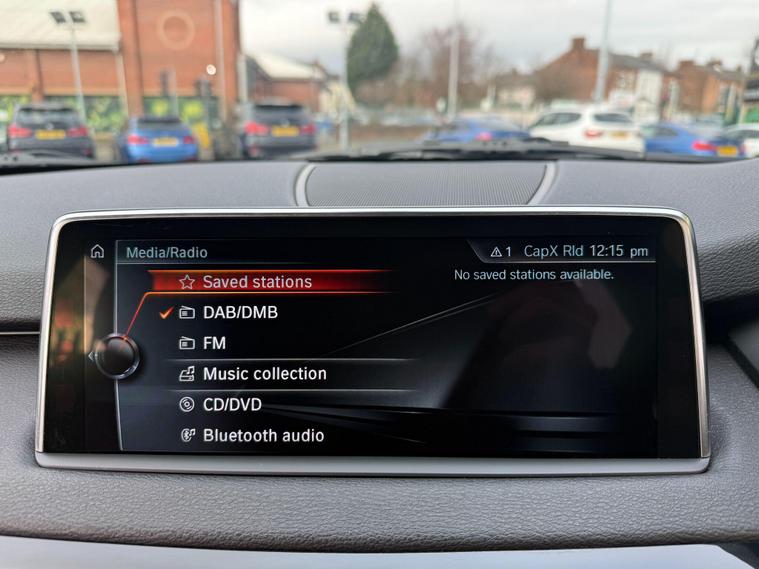 Media/Radio
1 CapX Rld 12:15 pm
Saved stations
No saved stations available.
DAB/DMB
FM
Music collection
CD/DVD
Bluetooth audio